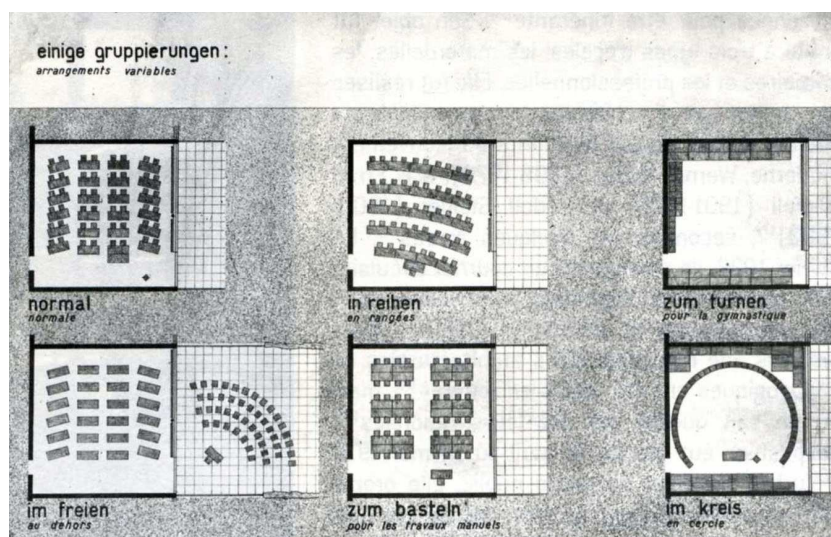 einige gruppierungen:
arrangements variables
normal
normale
in reihen
en rangées
zum turnen
pour la gymnastique
im freien
au dehors
zum basteln
pour les travaux manuels
im kreis
en cercle